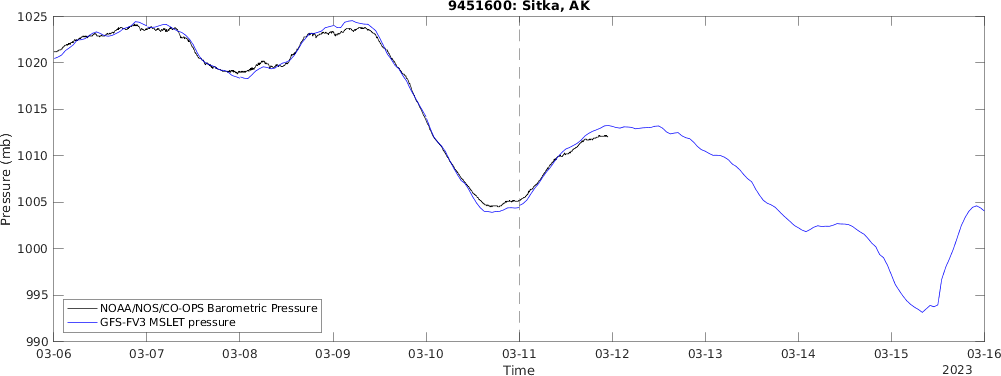 9451600: Sitka, AK
1025
1020
1015
1010
1005
1000
995
990
Pressure (mb)
NOAA/NOS/CO-OPS Barometric Pressure
GFS-FV3 MSLET pressure
03-06 03-07 03-08 03-09 03-10 03-11 03-12 03-13 03-14 03-15 03-16
Time
2023